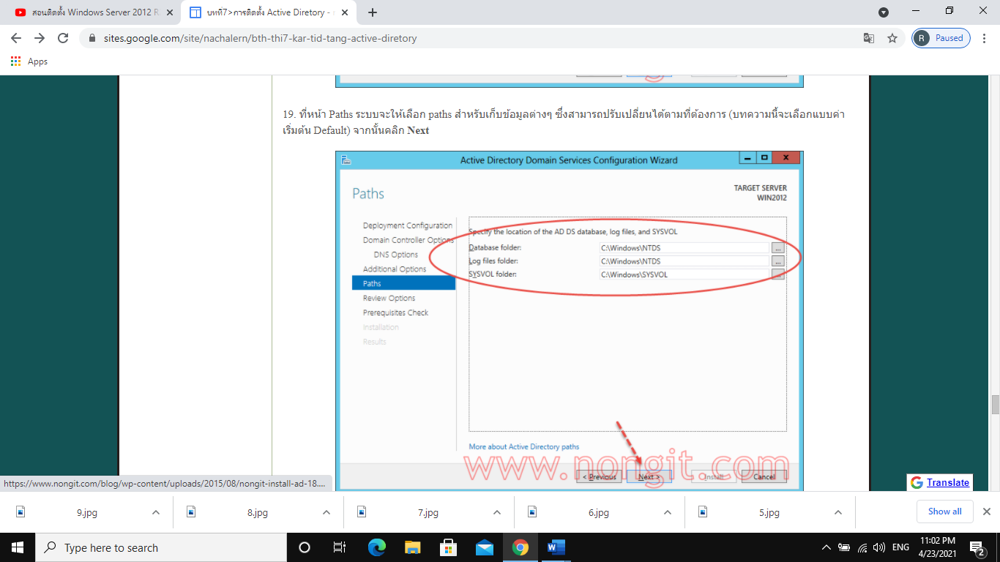 สอนติดตั้ง Windows Server 2012 R
บทที่7>การติดตั้ง Active Diretory -
sites.google.com/site/nachalern/bth-thi7-kar-tid-tang-active-diretory
R Paused
Apps
19. ที่หน้า Paths ระบบจะให้เลือก paths สำหรับเก็บข้อมูลต่างๆ ซึ่งสามารถปรับเปลี่ยนได้ตามที่ต้องการ (บทความนี้จะเลือกแบบค่า
เริ่มต้น Default) จากนั้นคลิก Next
Active Directory Domain Services Configuration Wizard
Paths
TARGET SERVER
WIN2012
Deployment Configuration
Domain Controller Options
DNS Options
Additional Options
Paths
Review Options
Prerequisites Check
Installation
Results
Specify the location of the AD DS database, log files, and SYSVOL
Database folder: C:\Windows\NTDS ...
Log files folder: C:\Windows\NTDS ...
SYSVOL folder: C:\Windows\SYSVOL ...
More about Active Directory paths
www.nongit.com
< Previous Next > Install Cancel
https://www.nongit.com/blog/wp-content/uploads/2015/08/nongit-install-ad-18....
Translate
9.jpg 8.jpg 7.jpg 6.jpg 5.jpg Show all
Type here to search
ENG
11:02 PM
4/23/2021
2